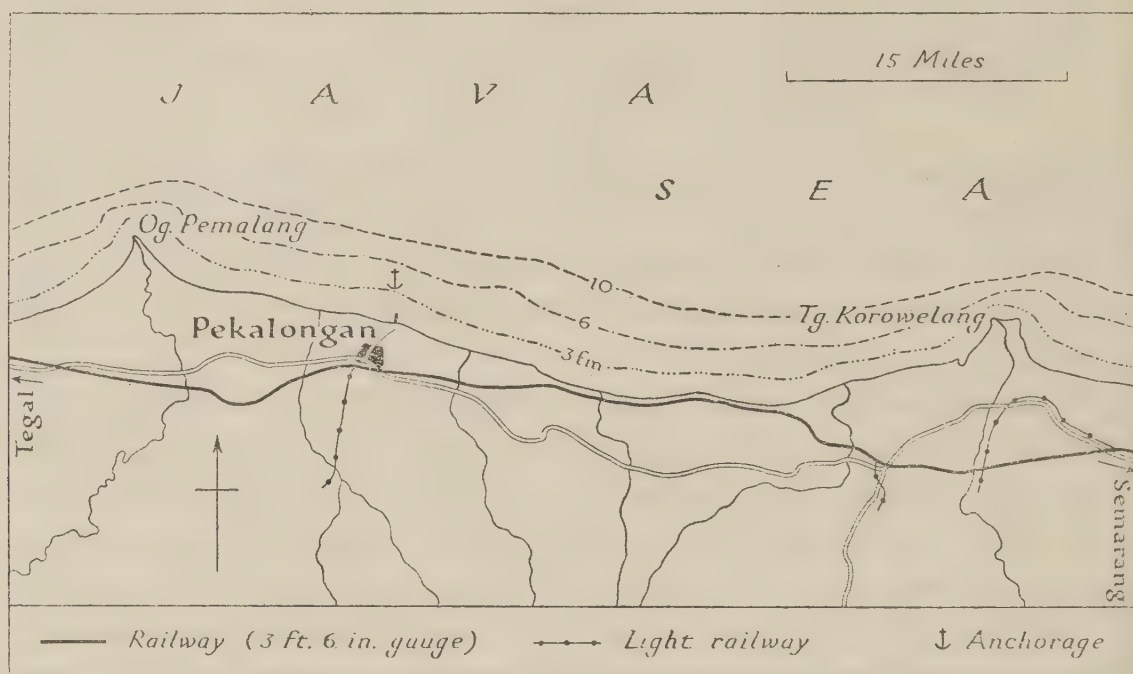 15 Miles
J A V A
S E A
Og. Pemalang
10
Tg. Korowelang
Pekalongan
6
3 fm
Tegal
Semarang
Railway (3 ft. 6 in. guuge)
Light railway
Anchorage